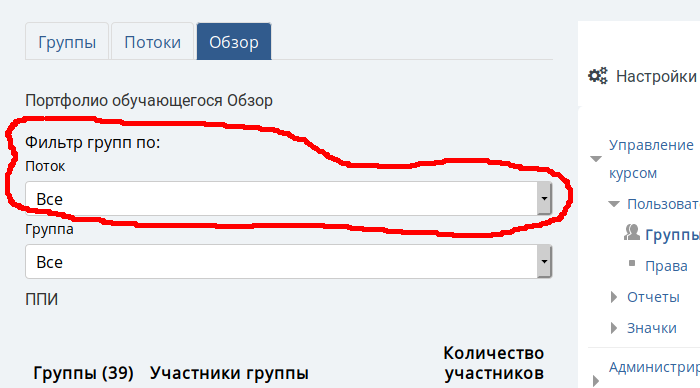 Группы Потоки Обзор
Портфолио обучающегося Обзор
Фильтр групп по:
Поток
Все
Группа
Все
ППИ
Группы (39) Участники группы Количество участников
Настройки
Управление
курсом
Пользоват
Группы
Права
Отчеты
Значки
Администрир